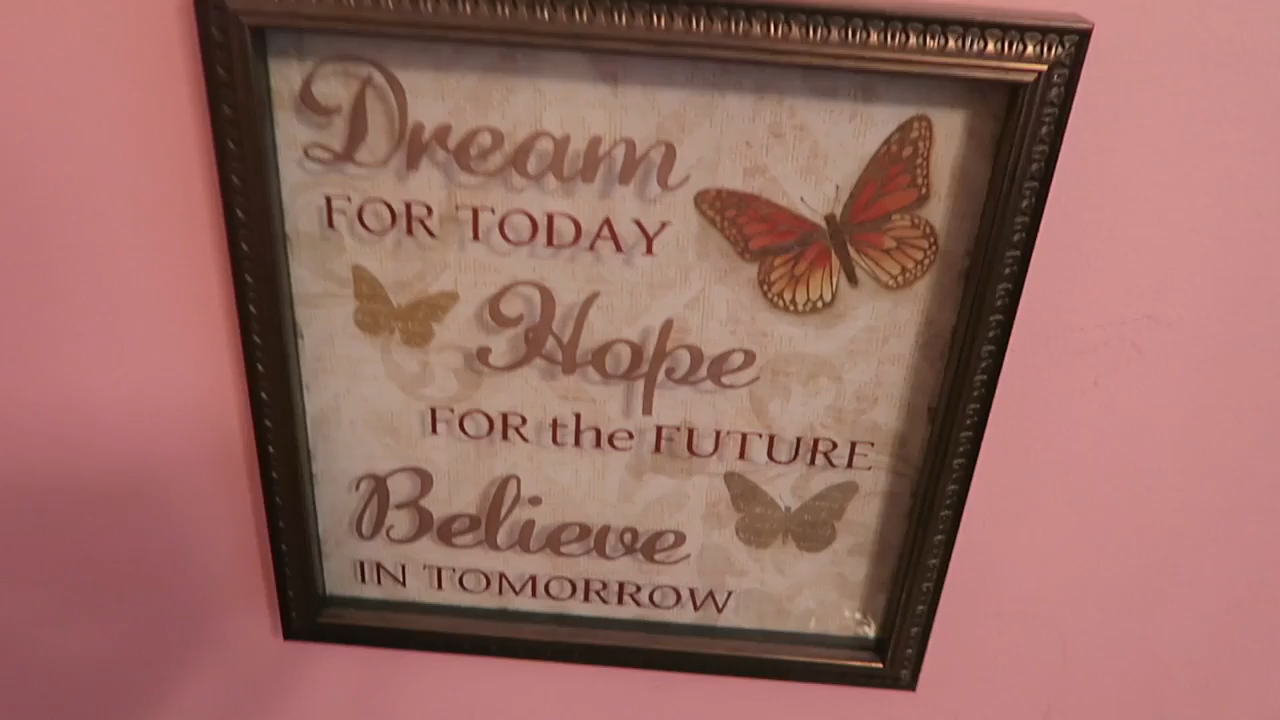 Dream
FOR TODAY
Hope
FOR the FUTURE
Believe
IN TOMORROW